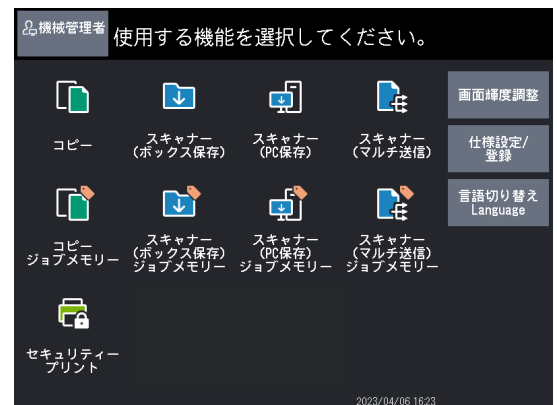 機械管理者
使用する機能を選択してください。
コピー
スキャナー
(ボックス保存)
スキャナー
(PC保存)
スキャナー
(マルチ送信)
画面輝度調整
仕様設定/
登録
言語切り替え
Language
コピー
ジョブメモリー
スキャナー
(ボックス保存)
ジョブメモリー
スキャナー
(PC保存)
ジョブメモリー
スキャナー
(マルチ送信)
ジョブメモリー
セキュリティー
プリント
2023/04/06 16:23